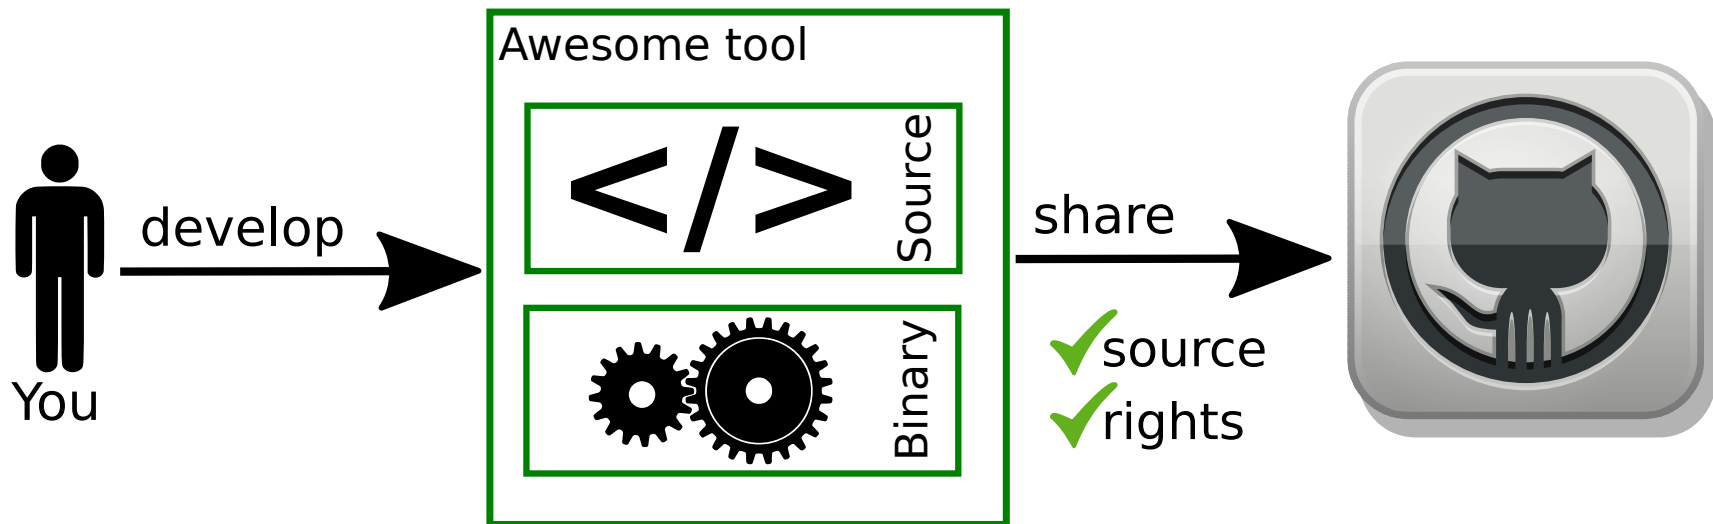 You
develop
Awesome tool
</>
Source
Binary
share
source
rights